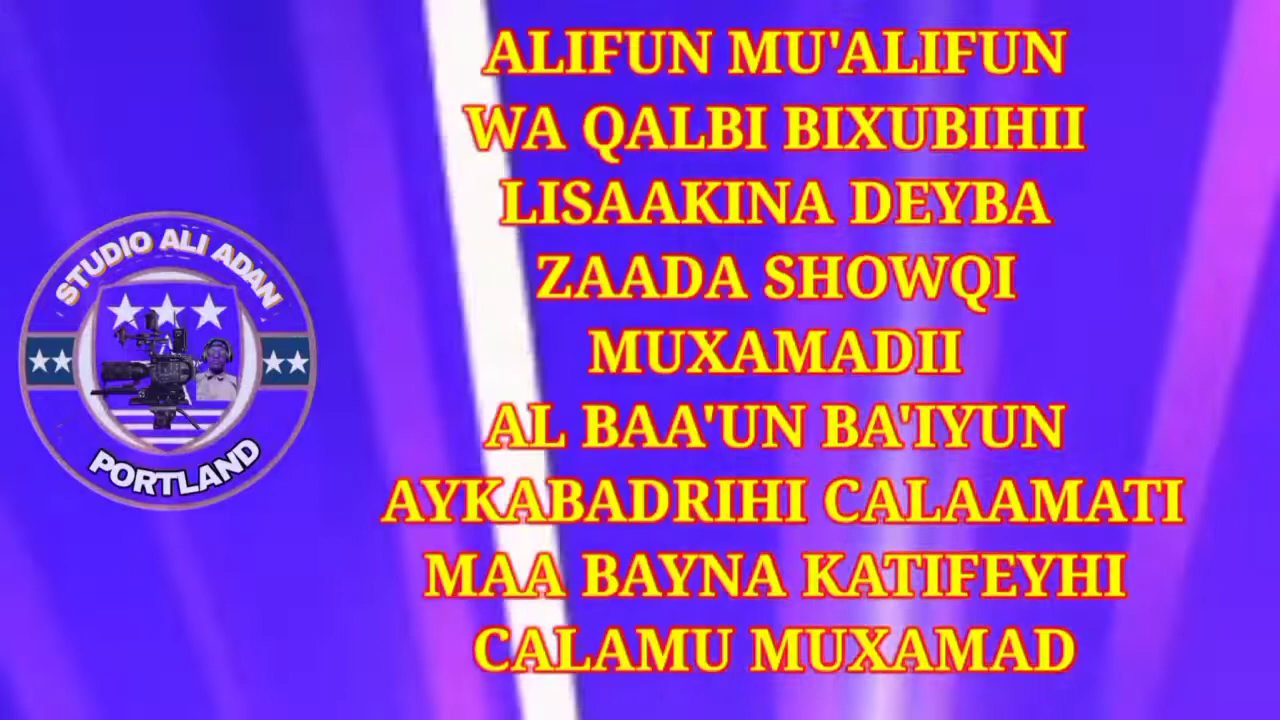 STUDIO ALI ADAN
PORTLAND
ALIFUN MU'ALIFUN
WA QALBI BIXUBIHII
LISAAKINA DEYBA
ZAADA SHOWQI
MUXAMADII
AL BAA'UN BA'IYUN
AYKABADRIHI CALAAMATI
MAA BAYNA KATIFEYHI
CALAMU MUXAMAD